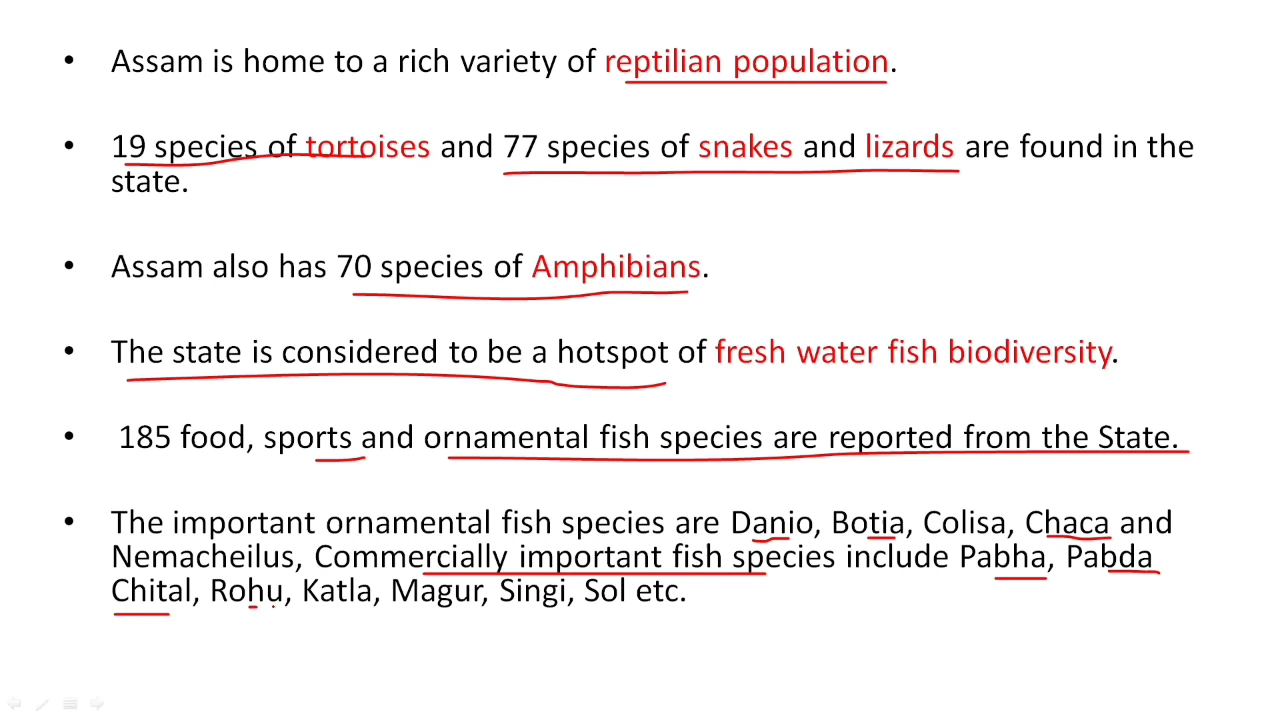 • Assam is home to a rich variety of reptilian population.
• 19 species of tortoises and 77 species of snakes and lizards are found in the
state.
• Assam also has 70 species of Amphibians.
• The state is considered to be a hotspot of fresh water fish biodiversity.
• 185 food, sports and ornamental fish species are reported from the State.
• The important ornamental fish species are Danio, Botia, Colisa, Chaca and
Nemacheilus, Commercially important fish species include Pabha, Pabda
Chital, Rohu, Katla, Magur, Singi, Sol etc.